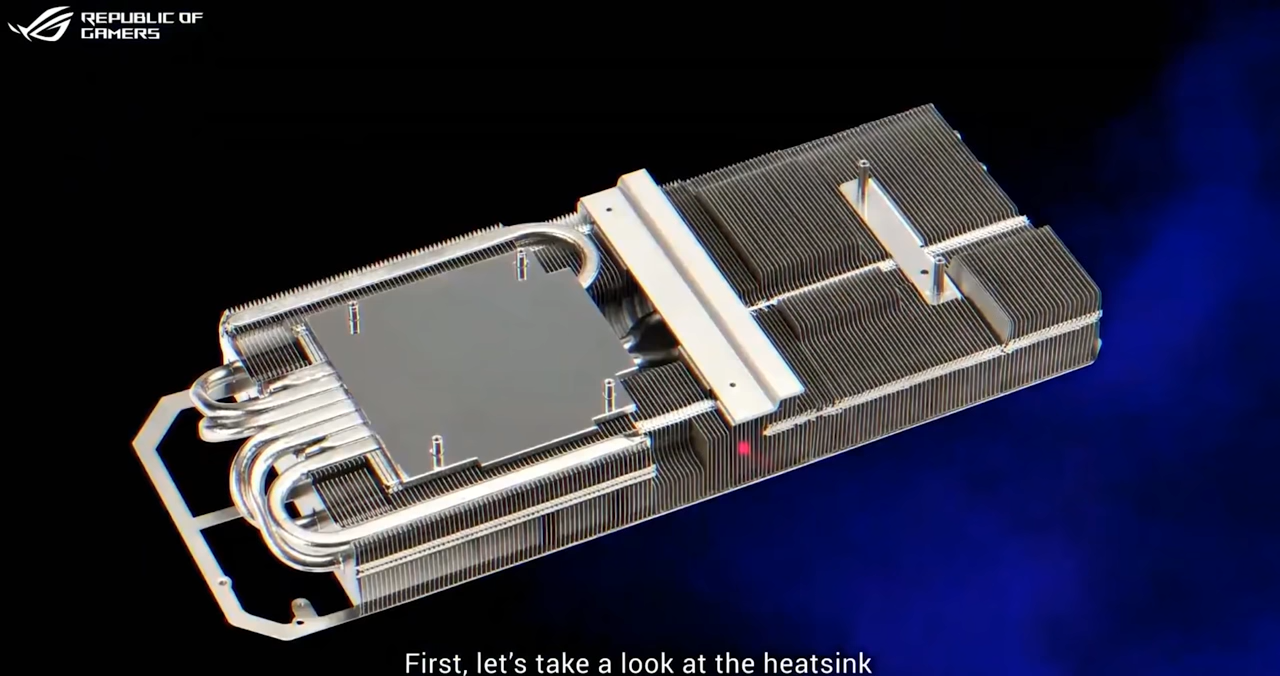 REPUBLIC OF
GAMERS
First, let's take a look at the heatsink